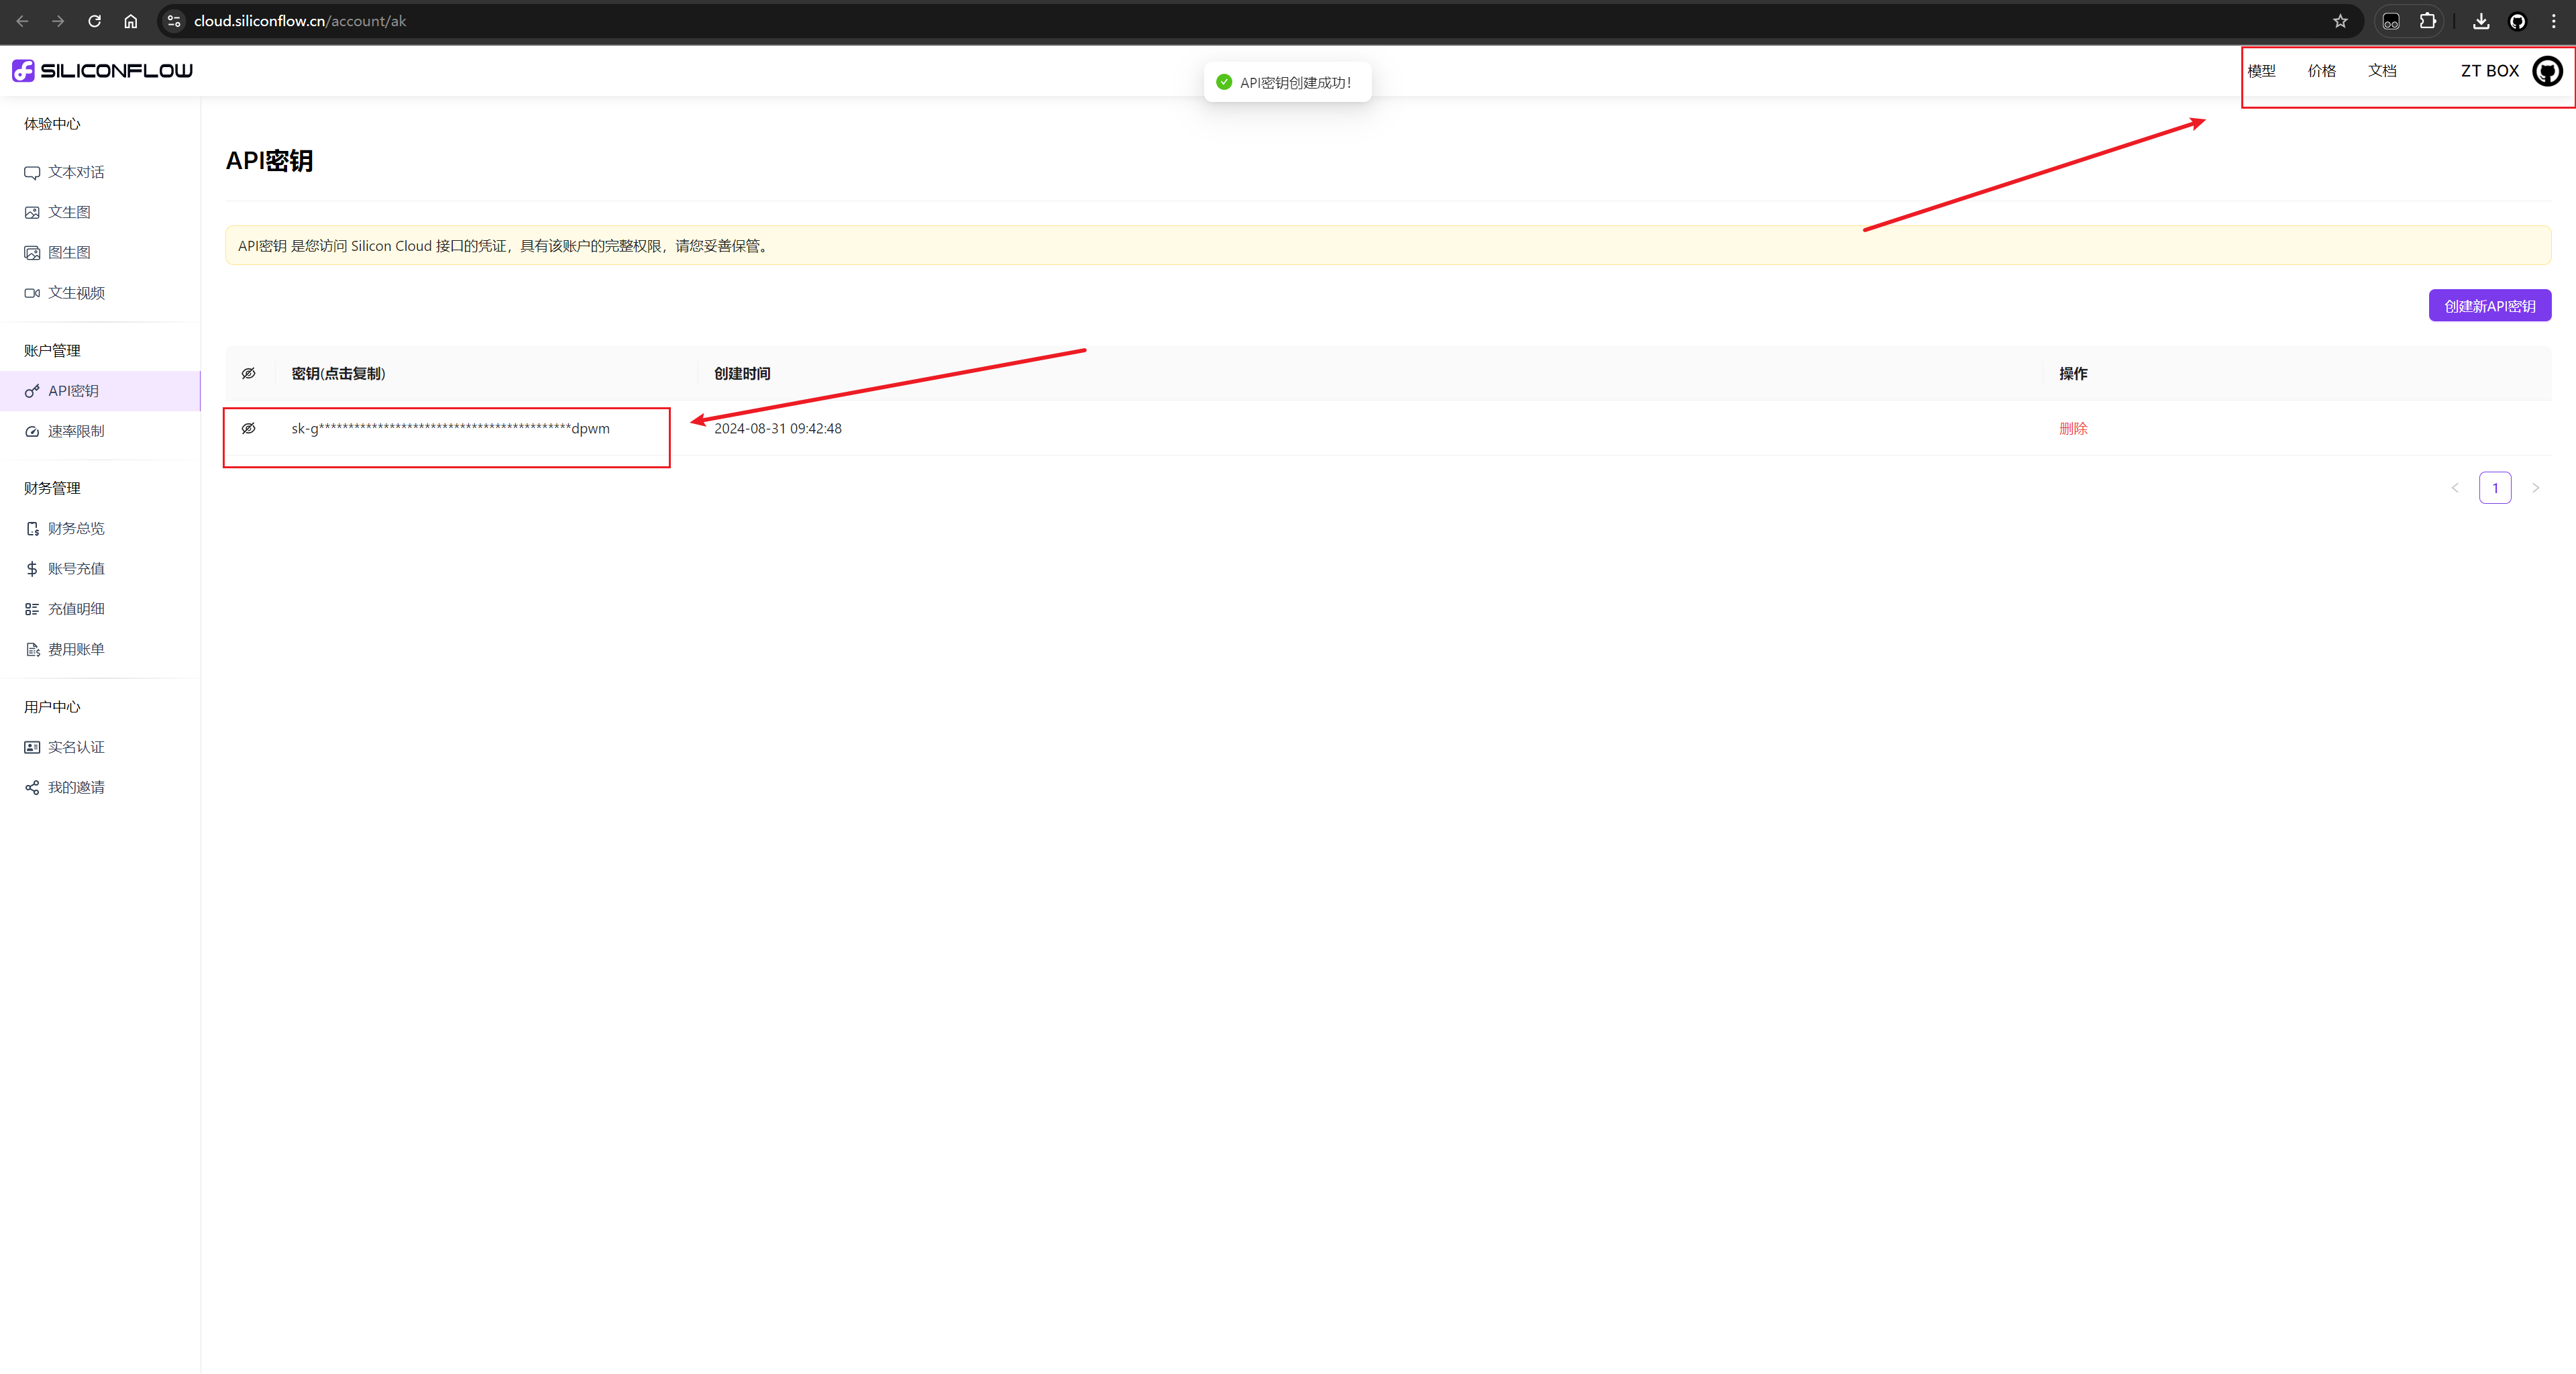 cloud.siliconflow.cn/account/ak
SILICONFLOW
API密钥创建成功!
模型 价格 文档 ZT BOX
体验中心
文本对话
文生图
图生图
文生视频
账户管理
API密钥
速率限制
财务管理
财务总览
账号充值
充值明细
费用账单
用户中心
实名认证
我的邀请
API密钥
API密钥 是您访问 Silicon Cloud 接口的凭证，具有该账户的完整权限，请您妥善保管。
创建新API密钥
密钥(点击复制) 创建时间 操作
sk-g********************************************dpwm 2024-08-31 09:42:48 删除
< 1 >